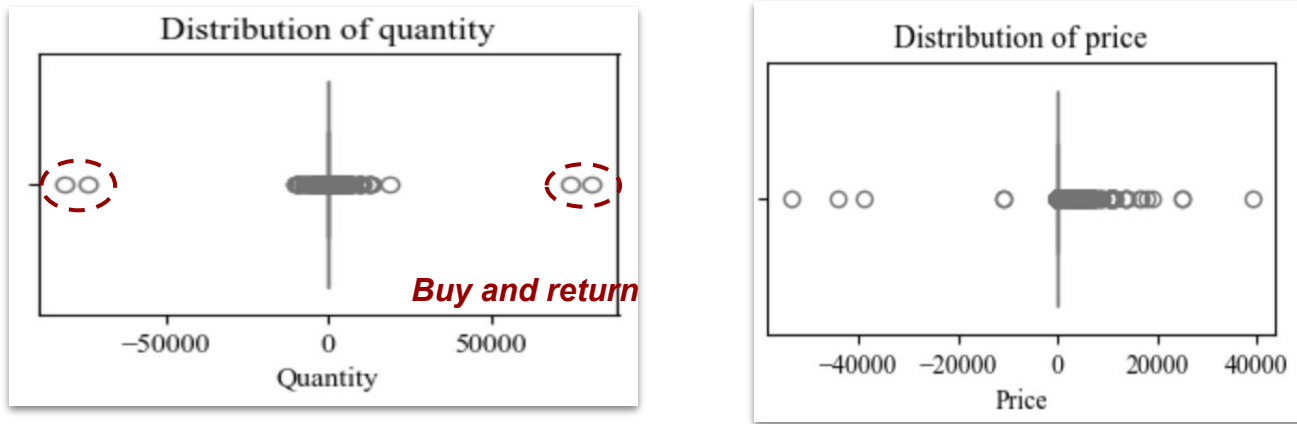 Distribution of quantity
Buy and return
−50000 0 50000
Quantity
Distribution of price
−40000 −20000 0 20000 40000
Price